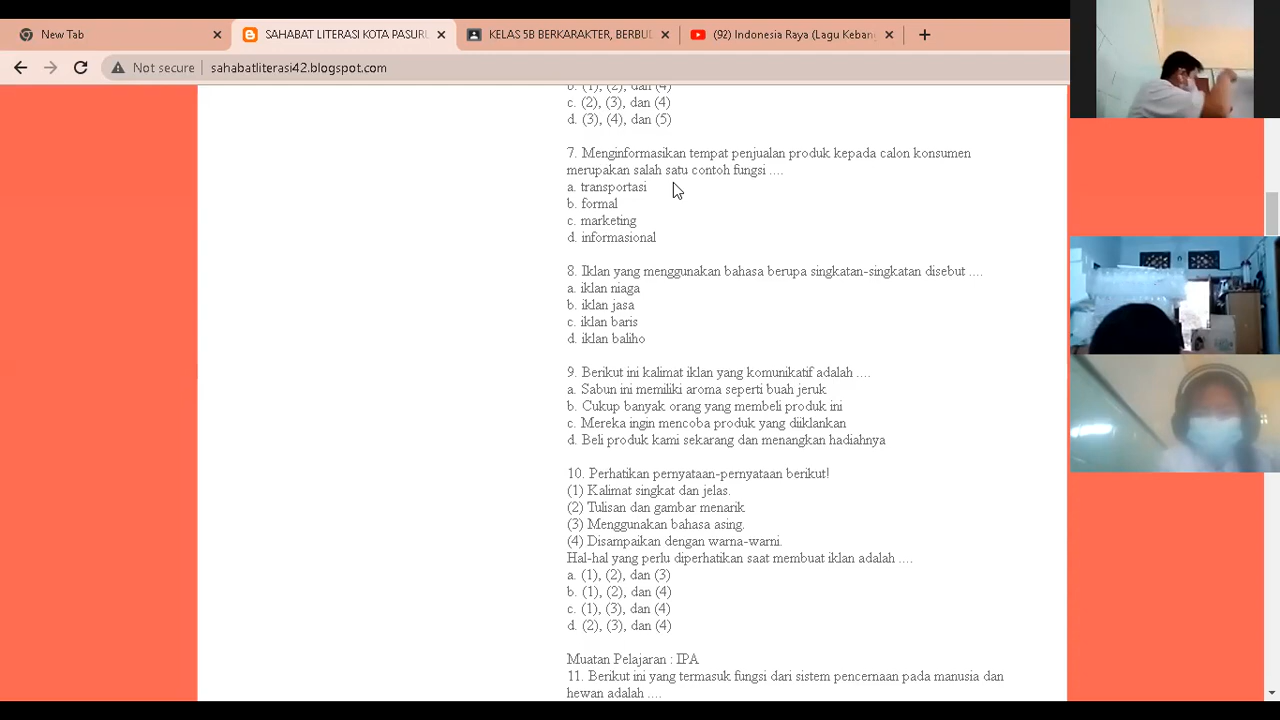 New Tab
SAHABAT LITERASI KOTA PASURU
KELAS 5B BERKARAKTER, BERBUD
(92) Indonesia Raya (Lagu Kebang
Not secure
sahabatliterasi42.blogspot.com
b. (1), (2), dan (4)
c. (2), (3), dan (4)
d. (3), (4), dan (5)
7. Menginformasikan tempat penjualan produk kepada calon konsumen
merupakan salah satu contoh fungsi ....
a. transportasi
b. formal
c. marketing
d. informasional
8. Iklan yang menggunakan bahasa berupa singkatan-singkatan disebut ....
a. iklan niaga
b. iklan jasa
c. iklan baris
d. iklan baliho
9. Berikut ini kalimat iklan yang komunikatif adalah ....
a. Sabun ini memiliki aroma seperti buah jeruk
b. Cukup banyak orang yang membeli produk ini
c. Mereka ingin mencoba produk yang diiklankan
d. Beli produk kami sekarang dan menangkan hadiahnya
10. Perhatikan pernyataan-pernyataan berikut!
(1) Kalimat singkat dan jelas.
(2) Tulisan dan gambar menarik
(3) Menggunakan bahasa asing.
(4) Disampaikan dengan warna-warni.
Hal-hal yang perlu diperhatikan saat membuat iklan adalah ....
a. (1), (2), dan (3)
b. (1), (2), dan (4)
c. (1), (3), dan (4)
d. (2), (3), dan (4)
Muatan Pelajaran : IPA
11. Berikut ini yang termasuk fungsi dari sistem pencernaan pada manusia dan
hewan adalah ....